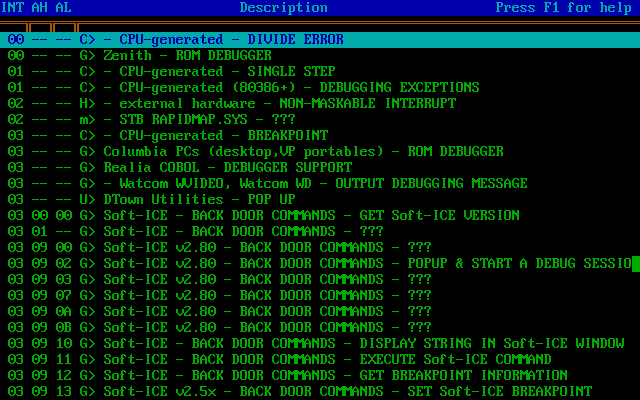 INT AH AL Description Press F1 for help
00 -- -- C> - CPU-generated - DIVIDE ERROR
00 -- -- G> Zenith - ROM DEBUGGER
01 -- -- C> - CPU-generated - SINGLE STEP
01 -- -- C> - CPU-generated (80386+) - DEBUGGING EXCEPTIONS
02 -- -- H> - external hardware - NON-MASKABLE INTERRUPT
02 -- -- m> - STB RAPIDMAP.SYS - ???
03 -- -- C> - CPU-generated - BREAKPOINT
03 -- -- G> Columbia PCs (desktop,VP portables) - ROM DEBUGGER
03 -- -- G> Realia COBOL - DEBUGGER SUPPORT
03 -- -- G> - Watcom WVIDEO, Watcom WD - OUTPUT DEBUGGING MESSAGE
03 -- -- U> DTown Utilities - POP UP
03 00 00 G> Soft-ICE - BACK DOOR COMMANDS - GET Soft-ICE VERSION
03 01 -- G> Soft-ICE - BACK DOOR COMMANDS - ???
03 09 00 G> Soft-ICE v2.80 - BACK DOOR COMMANDS - ???
03 09 02 G> Soft-ICE v2.80 - BACK DOOR COMMANDS - POPUP & START A DEBUG SESSIO
03 09 03 G> Soft-ICE v2.80 - BACK DOOR COMMANDS - ???
03 09 07 G> Soft-ICE v2.80 - BACK DOOR COMMANDS - ???
03 09 0A G> Soft-ICE v2.80 - BACK DOOR COMMANDS - ???
03 09 0B G> Soft-ICE v2.80 - BACK DOOR COMMANDS - ???
03 09 10 G> Soft-ICE - BACK DOOR COMMANDS - DISPLAY STRING IN Soft-ICE WINDOW
03 09 11 G> Soft-ICE - BACK DOOR COMMANDS - EXECUTE Soft-ICE COMMAND
03 09 12 G> Soft-ICE - BACK DOOR COMMANDS - GET BREAKPOINT INFORMATION
03 09 13 G> Soft-ICE v2.5x - BACK DOOR COMMANDS - SET Soft-ICE BREAKPOINT